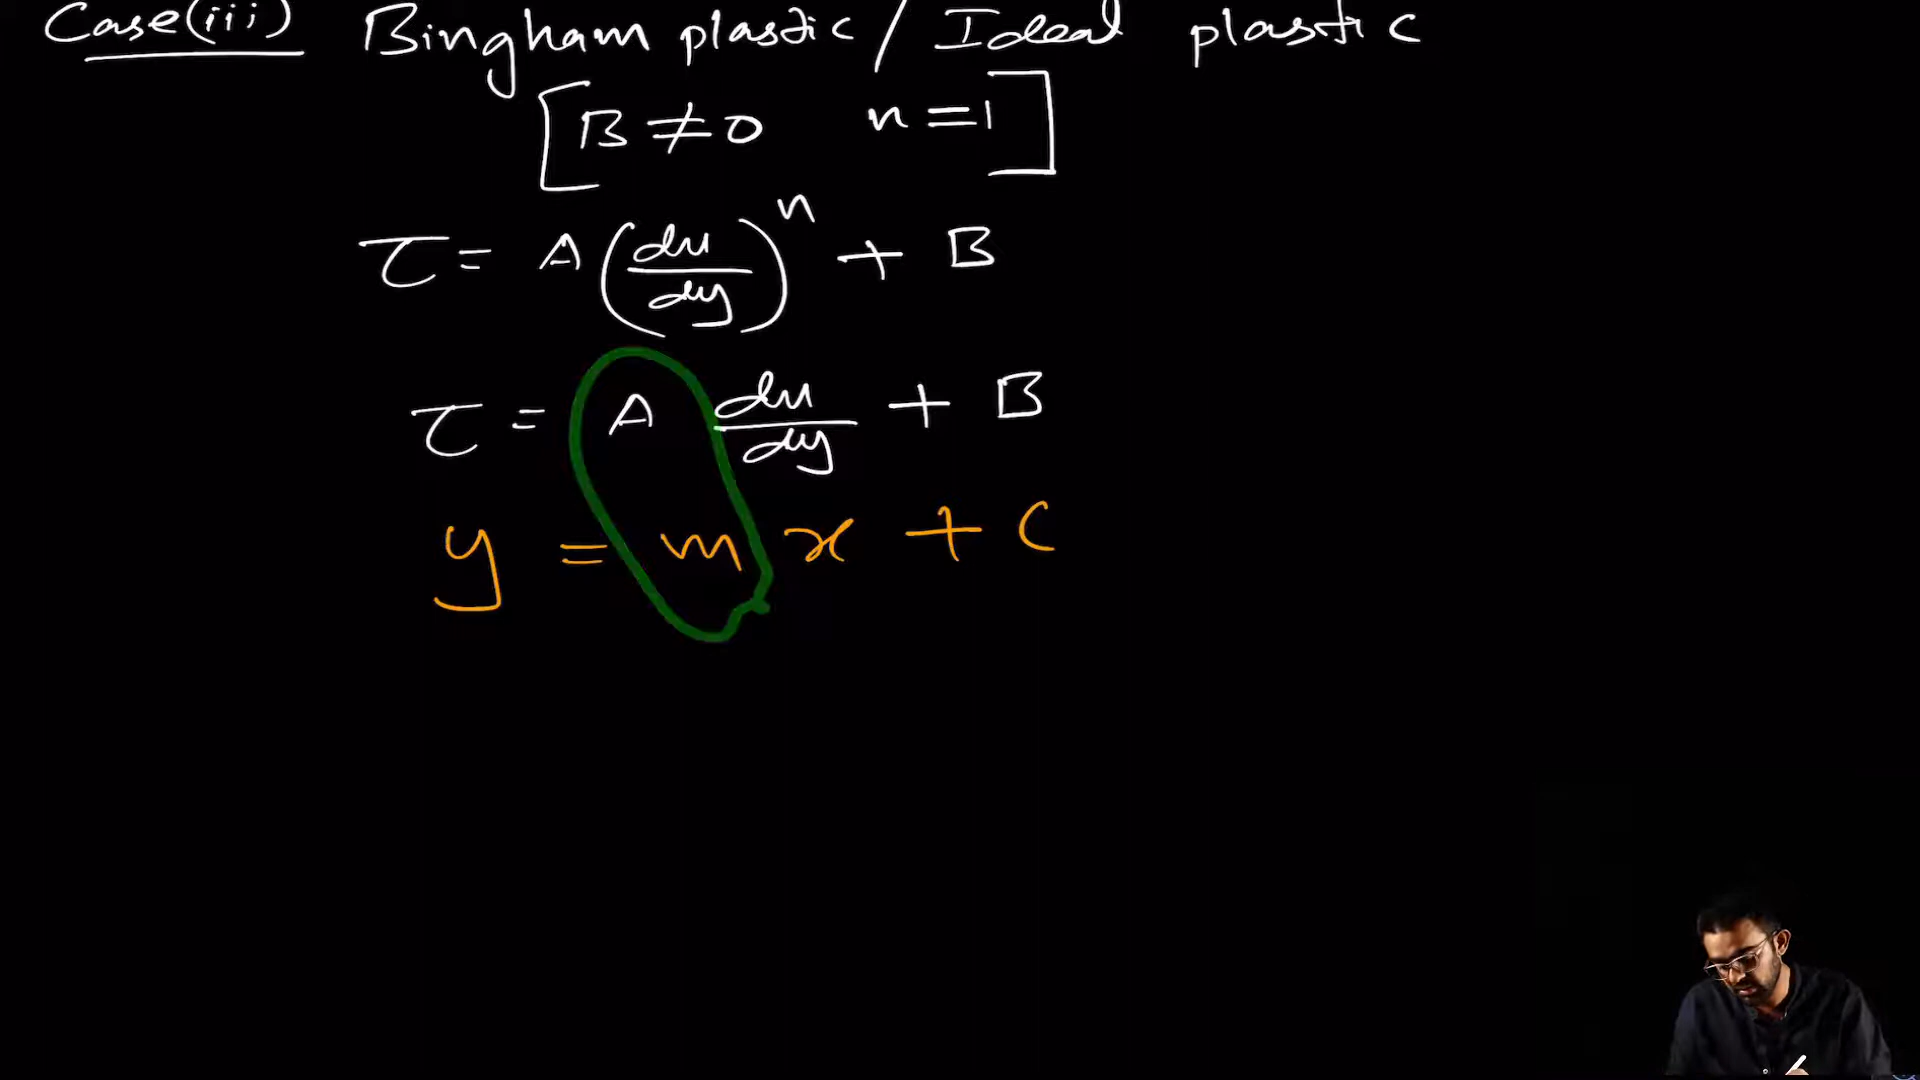 Case(iii) Bingham plastic / Ideal plastic
[B ≠ 0 n = 1]
τ = A (du/dy)^n + B
τ = A du/dy + B
y = m x + c